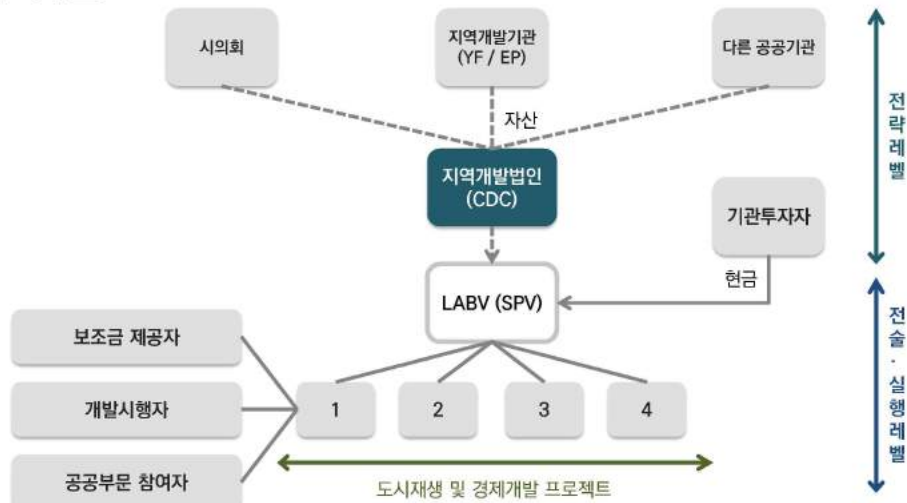 시의회
지역개발기관
(YF / EP)
다른 공공기관
자산
전략레벨
지역개발법인
(CDC)
기관투자자
현금
LABV (SPV)
보조금 제공자
개발시행자
공공부문 참여자
1
2
3
4
전술 · 실행레벨
도시재생 및 경제개발 프로젝트